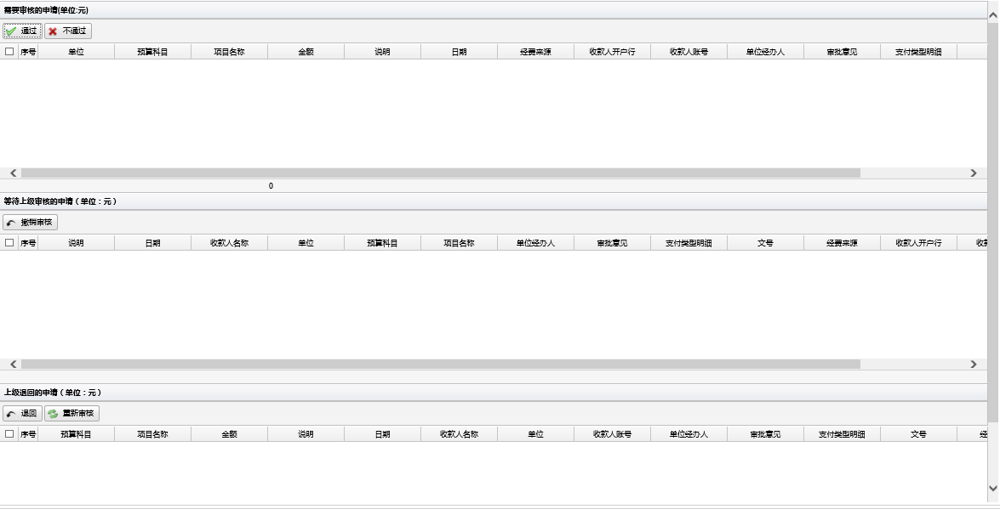 需要审核的申请(单位:元)
通过 不通过
序号 单位 预算科目 项目名称 金额 说明 日期 经费来源 收款人开户行 收款人账号 单位经办人 审批意见 支付类型明细
0
等待上级审核的申请（单位：元）
撤销审核
序号 说明 日期 收款人名称 单位 预算科目 项目名称 单位经办人 审批意见 支付类型明细 文号 经费来源 收款人开户行 收款
上级退回的申请（单位：元）
退回 重新审核
序号 预算科目 项目名称 金额 说明 日期 收款人名称 单位 收款人账号 单位经办人 审批意见 支付类型明细 文号 经